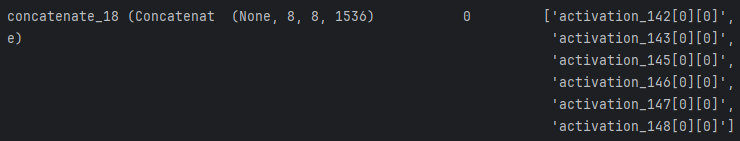 concatenate_18 (Concatenat  (None, 8, 8, 1536)           0         ['activation_142[0][0]',
e)                                                                  'activation_143[0][0]',
                                                                    'activation_145[0][0]',
                                                                    'activation_146[0][0]',
                                                                    'activation_147[0][0]',
                                                                    'activation_148[0][0]']